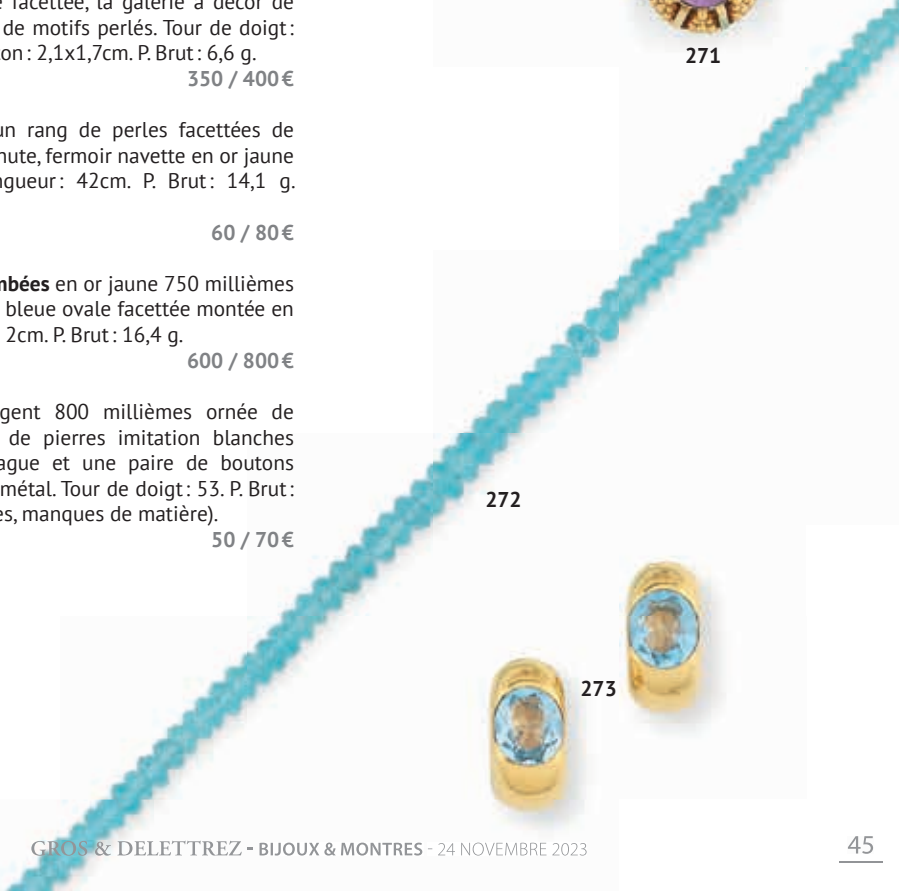 facettée, la galerie à décor de
de motifs perlés. Tour de doigt :
on : 2,1x1,7cm. P. Brut : 6,6 g.
350 / 400 €
un rang de perles facettées de
hute, fermoir navette en or jaune
ngueur : 42cm. P. Brut : 14,1 g.
60 / 80 €
mbées en or jaune 750 millièmes
bleue ovale facettée montée en
2cm. P. Brut : 16,4 g.
600 / 800 €
gent 800 millièmes ornée de
de pierres imitation blanches
ague et une paire de boutons
métal. Tour de doigt : 53. P. Brut :
es, manques de matière).
50 / 70 €
271
272
273
GROS & DELETTREZ - BIJOUX & MONTRES - 24 NOVEMBRE 2023
45